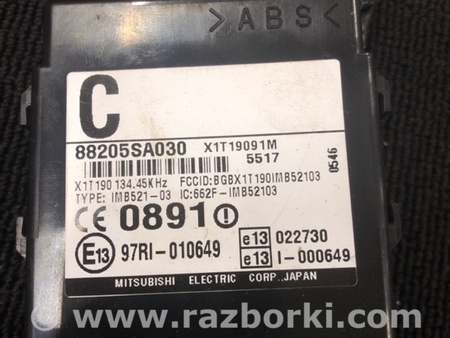 >ABS<
C
88205SA030 X1T19091M
5517
0546
X1T190 134.45KHz FCCID:BGBX1T190IMB52103
TYPE: IMB521-03 IC:662F-IMB52103
CE 0891 !
E13 97RI-010649
e13 022730
e13 I-000649
MITSUBISHI ELECTRIC CORP.,JAPAN
www.razborki.com